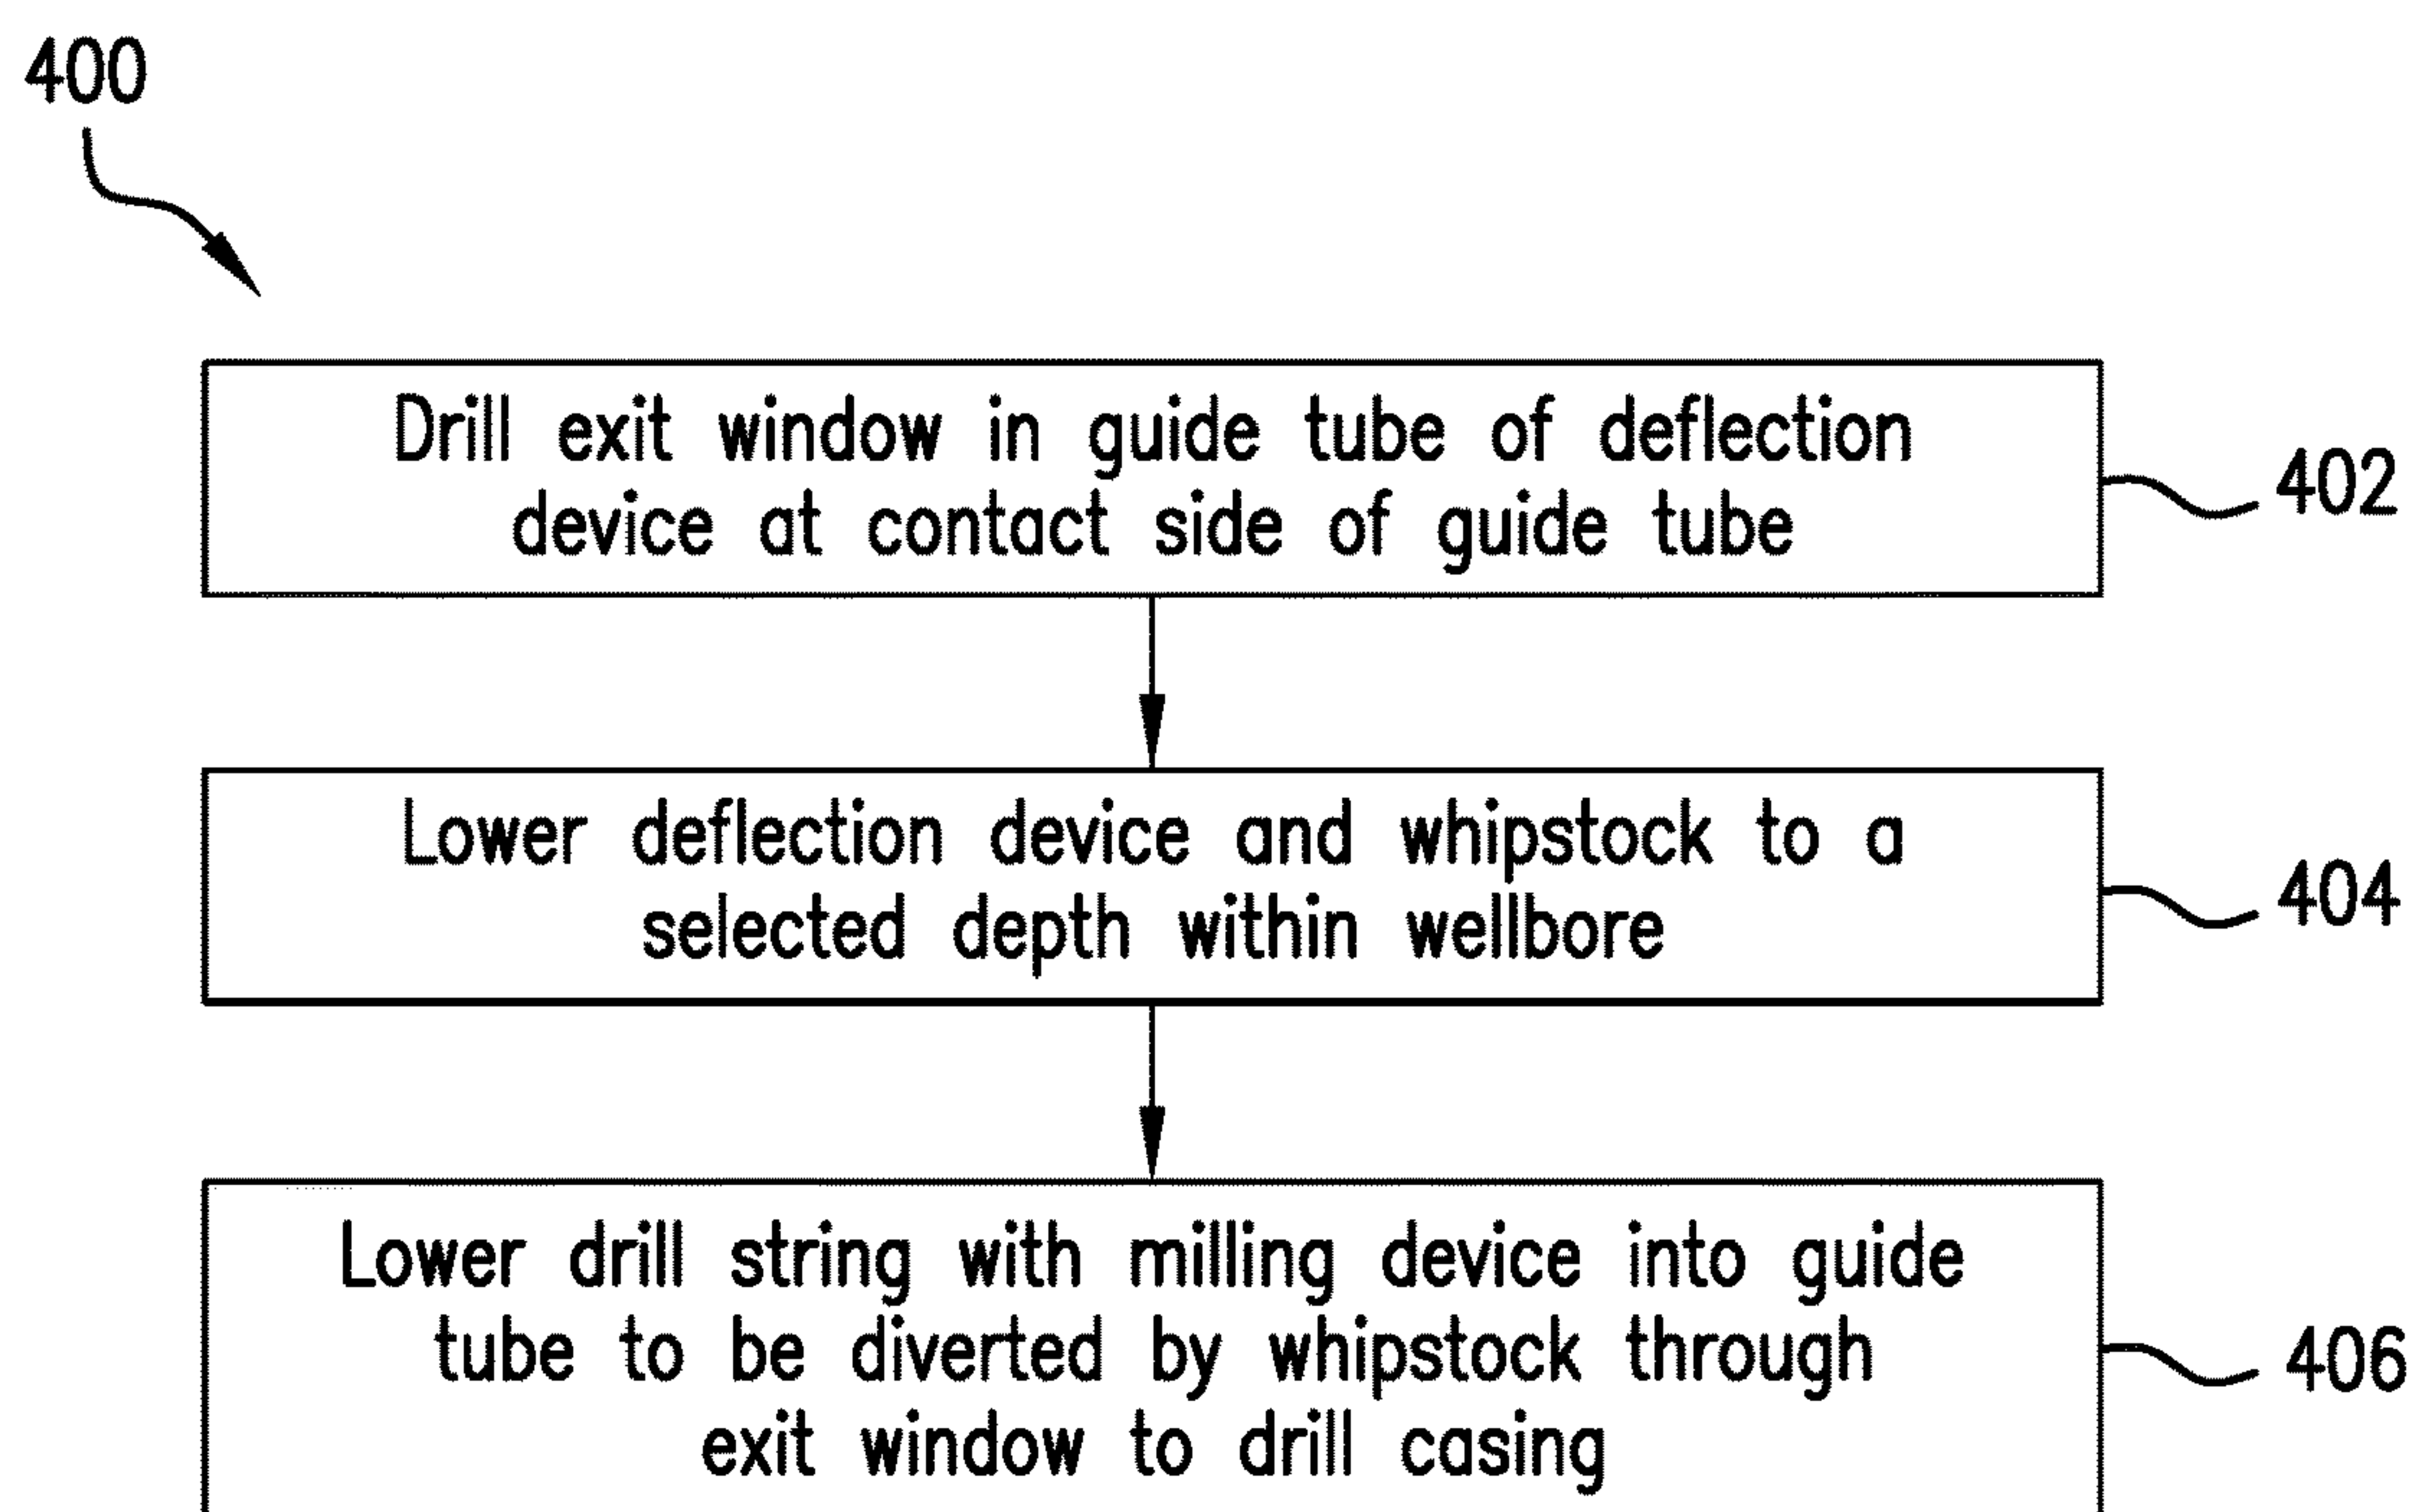 400
Drill exit window in guide tube of deflection
device at contact side of guide tube
402
Lower deflection device and whipstock to a
selected depth within wellbore
404
Lower drill string with milling device into guide
tube to be diverted by whipstock through
exit window to drill casing
406